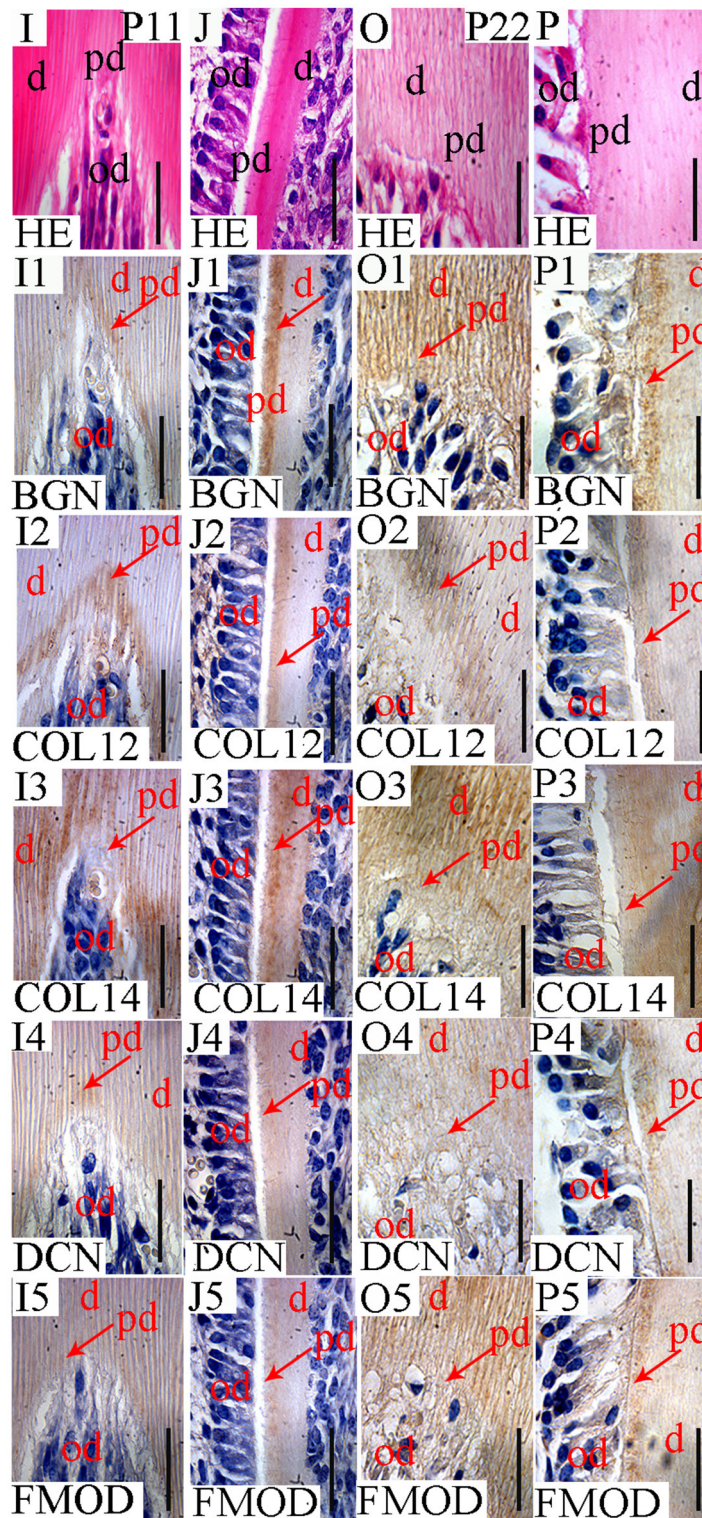 I P11 J O P22 P
pd
d od d d od d
pd pd pd
od
HE HE HE HE
I1 J1 O1 P1
d pd d d d
od pd pd
pd
od od od
BGN BGN BGN BGN
I2 J2 O2 P2
pd d pd d
d od pd d pd
od od od
COL12 COL12 COL12 COL12
I3 J3 O3 P3
pd d d d
d od pd pd pd
od od od
COL14 COL14 COL14 COL14
I4 J4 O4 P4
pd d d d d
od pd pd pd
od od od
DCN DCN DCN DCN
I5 J5 O5 P5
d pd d d pd
od pd pd
od od od d
FMOD FMOD FMOD FMOD